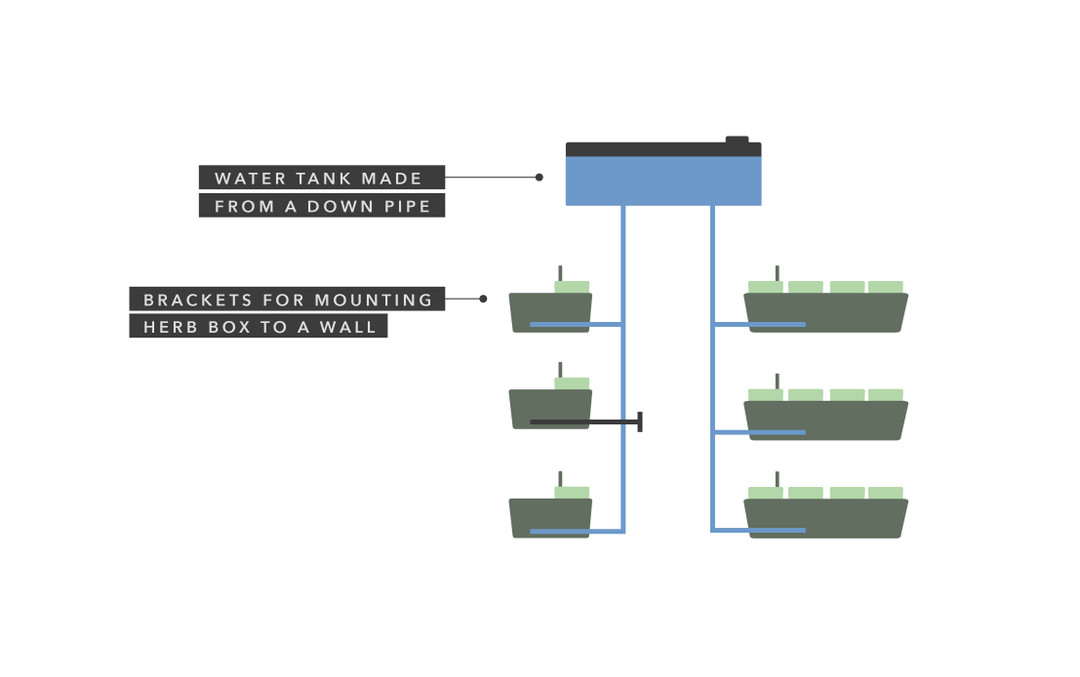 WATER TANK MADE
FROM A DOWN PIPE
BRACKETS FOR MOUNTING
HERB BOX TO A WALL